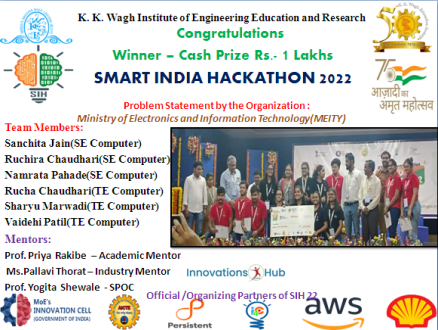 K. K. Wagh Institute of Engineering Education and Research
Congratulations
Winner – Cash Prize Rs.- 1 Lakhs
SMART INDIA HACKATHON 2022
SIH
75
आज़ादी का
अमृत महोत्सव
Problem Statement by the Organization :
Ministry of Electronics and Information Technology(MEITY)
Team Members:
Sanchita Jain(SE Computer)
Ruchira Chaudhari(SE Computer)
Namrata Pahade(SE Computer)
Rucha Chaudhari(TE Computer)
Sharyu Marwadi(TE Computer)
Vaidehi Patil(TE Computer)
Mentors:
Prof. Priya Rakibe – Academic Mentor
Ms.Pallavi Thorat – Industry Mentor
Prof. Yogita Shewale - SPOC
Innovations Hub
Official /Organizing Partners of SIH 22
MoE's
INNOVATION CELL
(GOVERNMENT OF INDIA)
Persistent
aws